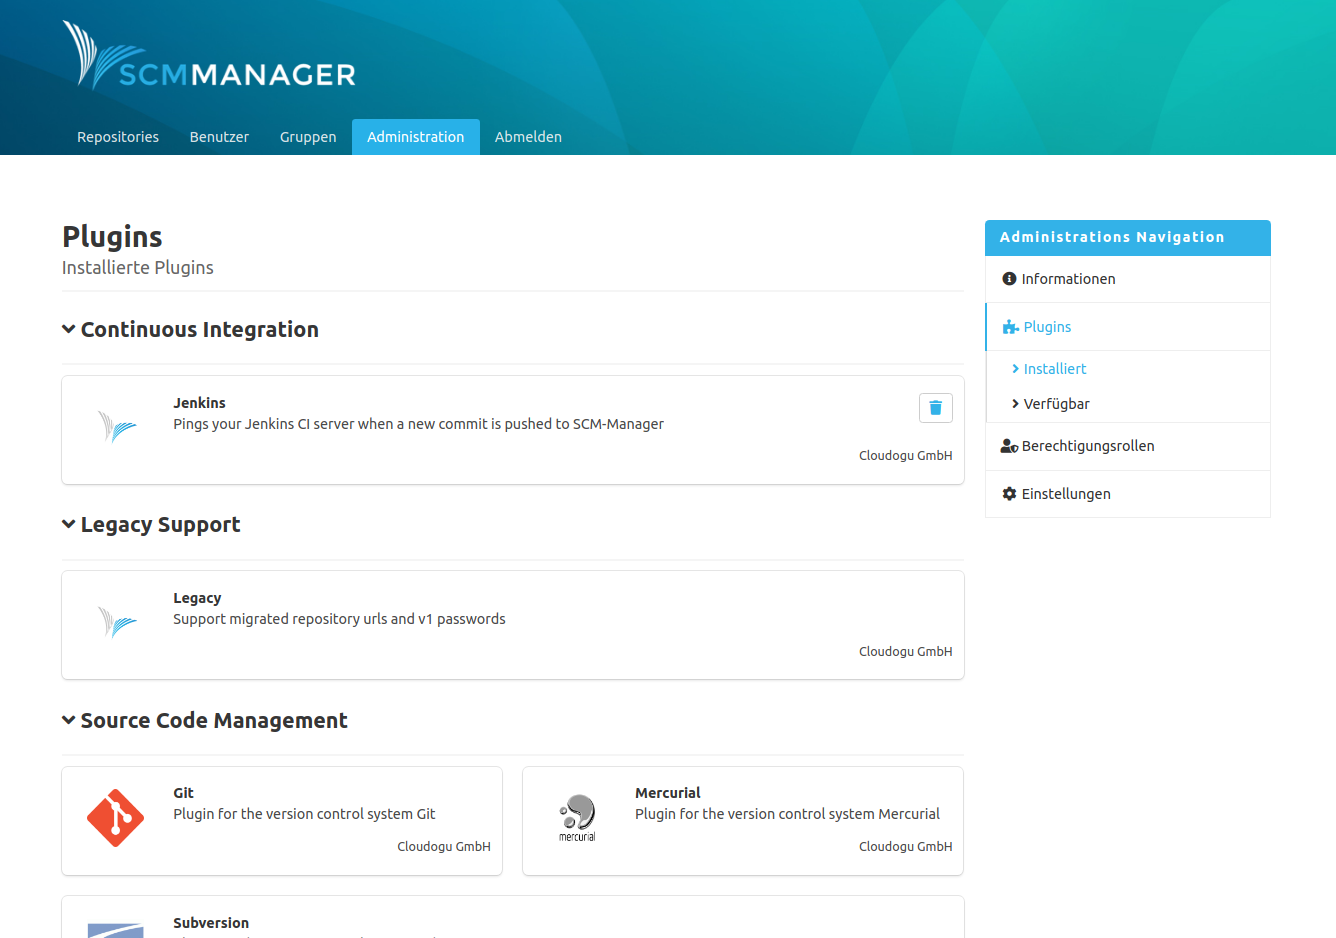 SCMMANAGER
Repositories Benutzer Gruppen Administration Abmelden
Plugins
Installierte Plugins
Continuous Integration
Jenkins
Pings your Jenkins CI server when a new commit is pushed to SCM-Manager
Cloudogu GmbH
Legacy Support
Legacy
Support migrated repository urls and v1 passwords
Cloudogu GmbH
Source Code Management
Git
Plugin for the version control system Git
Cloudogu GmbH
mercurial
Mercurial
Plugin for the version control system Mercurial
Cloudogu GmbH
Subversion
Administrations Navigation
Informationen
Plugins
Installiert
Verfügbar
Berechtigungsrollen
Einstellungen